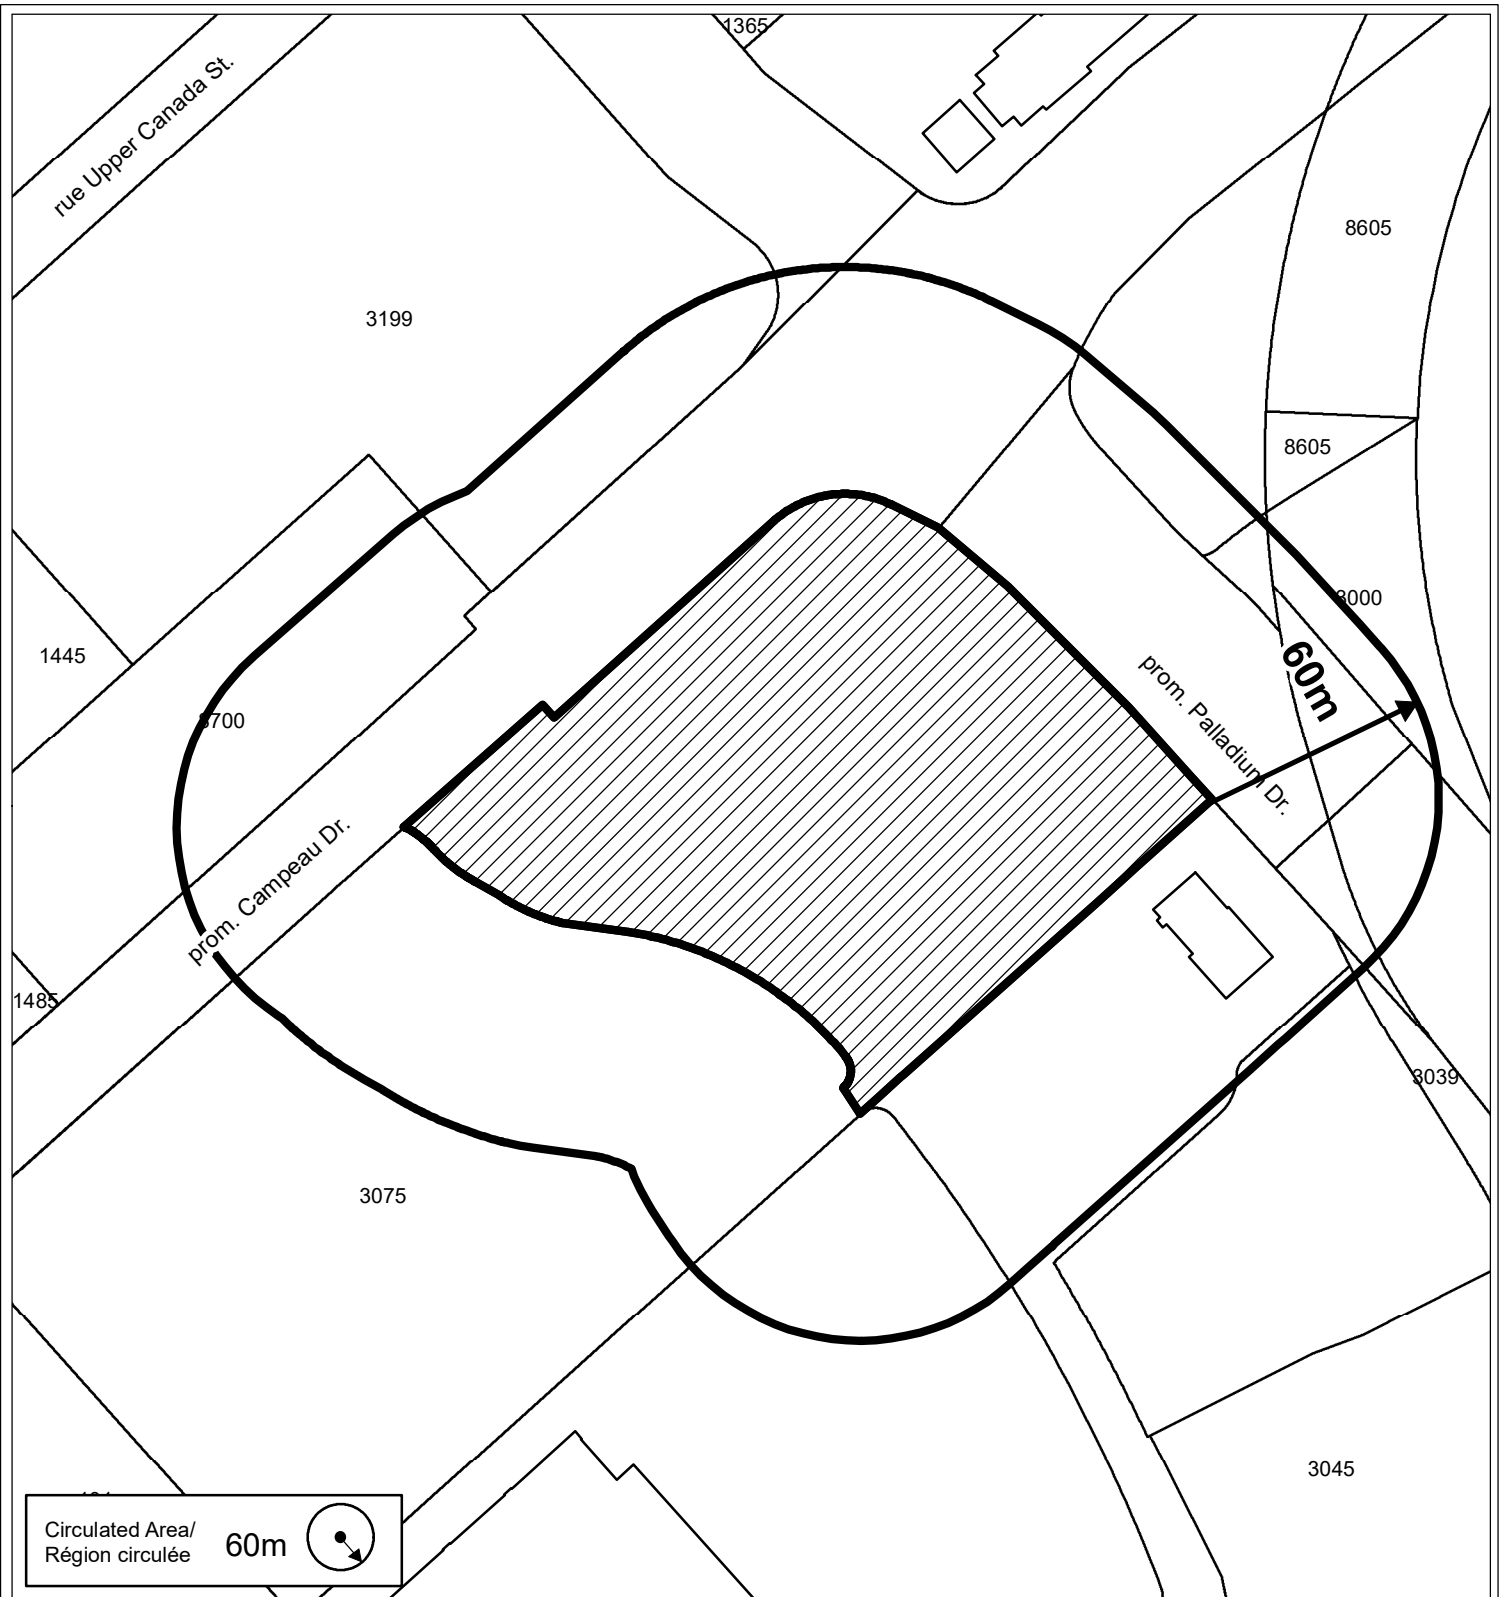 1365
rue Upper Canada St.
8605
3199
8605
8000
60m
1445
prom. Palladium Dr.
8700
prom. Campeau Dr.
1485
3039
3075
3045
Circulated Area/
Région circulée
60m